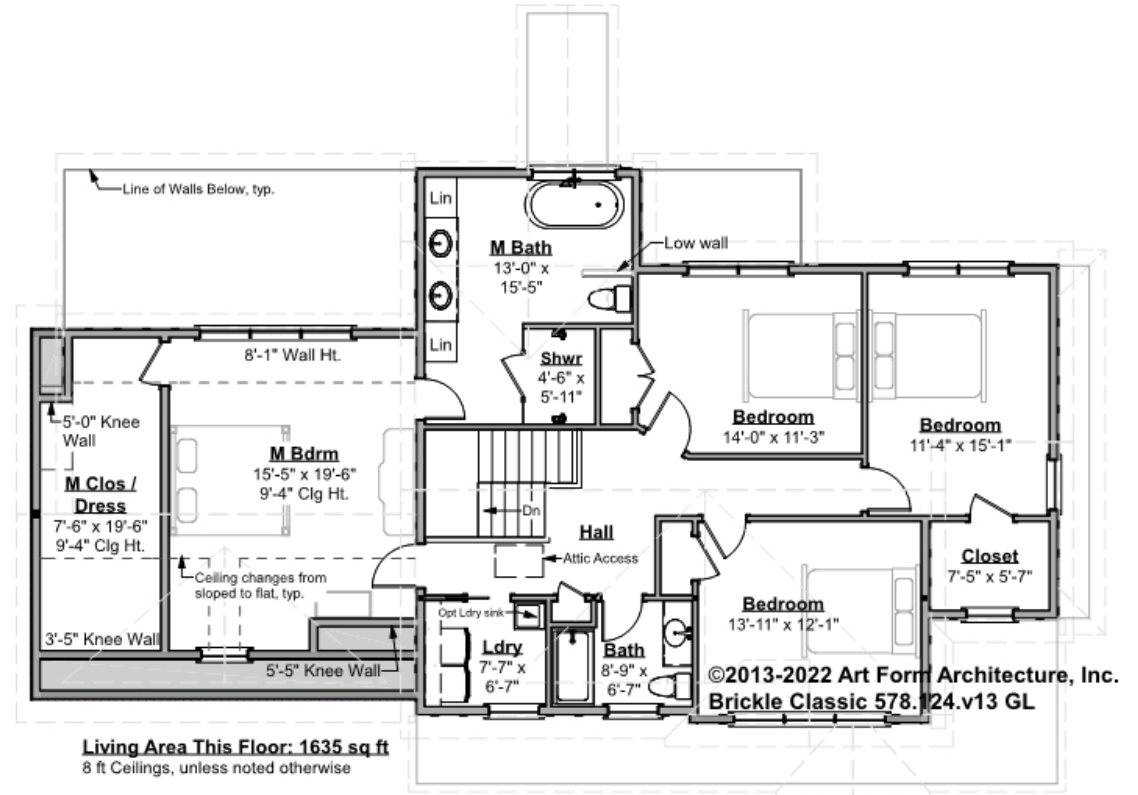 Line of Walls Below, typ.
Lin
M Bath
13'-0" x
15'-5"
Low wall
Lin
8'-1" Wall Ht.
Shwr
4'-6" x
5'-11"
5'-0" Knee
Wall
M Bdrm
15'-5" x 19'-6"
9'-4" Clg Ht.
Bedroom
14'-0" x 11'-3"
Bedroom
11'-4" x 15'-1"
M Clos /
Dress
7'-6" x 19'-6"
9'-4" Clg Ht.
Dn
Hall
Attic Access
Closet
7'-5" x 5'-7"
Ceiling changes from
sloped to flat, typ.
Opt Ldry sink
Bedroom
13'-11" x 12'-1"
3'-5" Knee Wall
5'-5" Knee Wall
Ldry
7'-7" x
6'-7"
Bath
8'-9" x
6'-7"
©2013-2022 Art Form Architecture, Inc.
Brickle Classic 578.124.v13 GL
Living Area This Floor: 1635 sq ft
8 ft Ceilings, unless noted otherwise